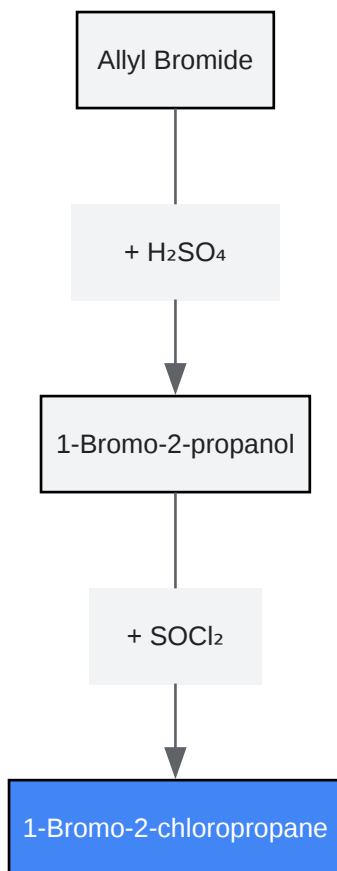 Allyl Bromide
+ H₂SO₄
1-Bromo-2-propanol
+ SOCl₂
1-Bromo-2-chloropropane